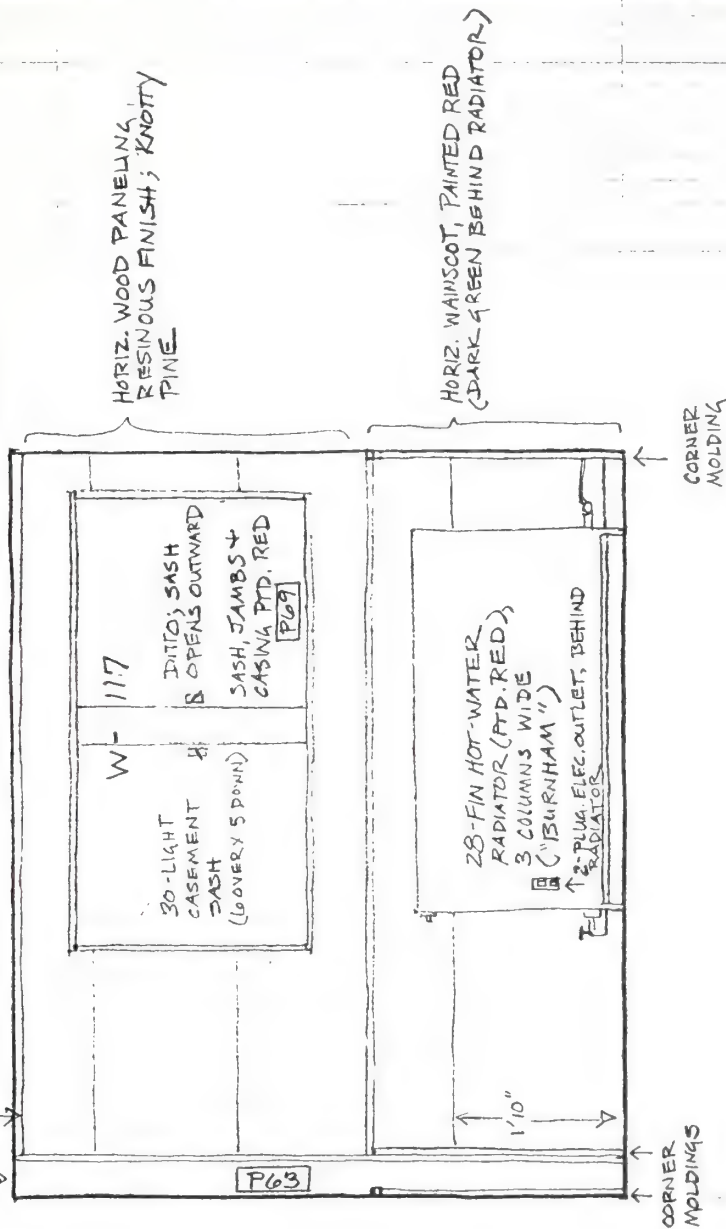 HORIZ. WOOD PANELING,
RESINOUS FINISH; KNOTTY
PINE
HORIZ. WAINSCOT, PAINTED RED
(DARK GREEN BEHIND RADIATOR)
W- 117
30-LIGHT
CASEMENT
SASH
(6 OVER 5 DOWN)
DITTO; SASH
OPENS OUTWARD
SASH, JAMBS +
CASING PTD. RED
P69
28-FIN HOT-WATER
RADIATOR (PTD. RED),
3 COLUMNS WIDE
("BURNHAM")
2-PLUG ELEC. OUTLET, BEHIND
RADIATOR
1'10"
P63
CORNER
MOLDINGS
CORNER
MOLDING